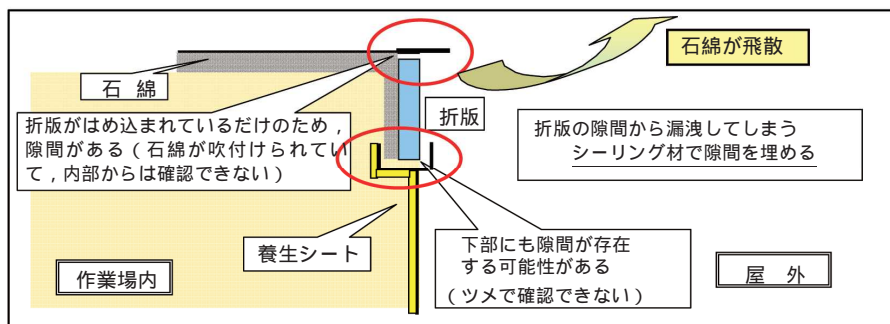 石綿が飛散
石 綿
折版
折版がはめ込まれているだけのため，
隙間がある（石綿が吹付けられてい
て，内部からは確認できない）
折版の隙間から漏洩してしまう
シーリング材で隙間を埋める
養生シート
下部にも隙間が存在
する可能性がある
（ツメで確認できない）
作業場内
屋 外